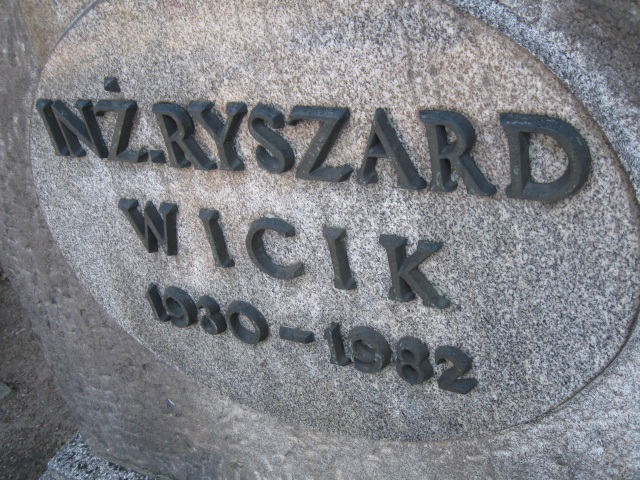 INŻ. RYSZARD
WICIK
1930-1982